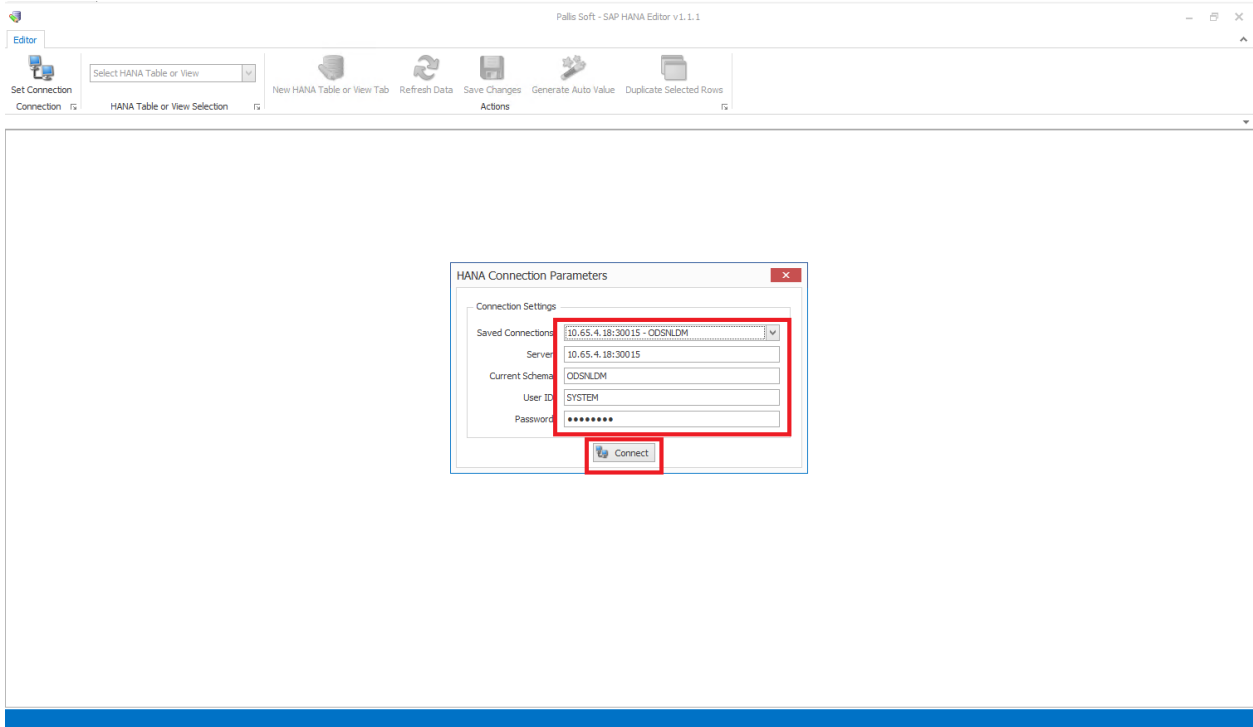 Pallis Soft - SAP HANA Editor v1.1.1
Editor
Select HANA Table or View
Set Connection
New HANA Table or View Tab Refresh Data Save Changes Generate Auto Value Duplicate Selected Rows
Connection HANA Table or View Selection Actions
HANA Connection Parameters
Connection Settings
Saved Connections 10.65.4.18:30015 - ODSNLDM
Server 10.65.4.18:30015
Current Schema ODSNLDM
User ID SYSTEM
Password ••••••••
Connect